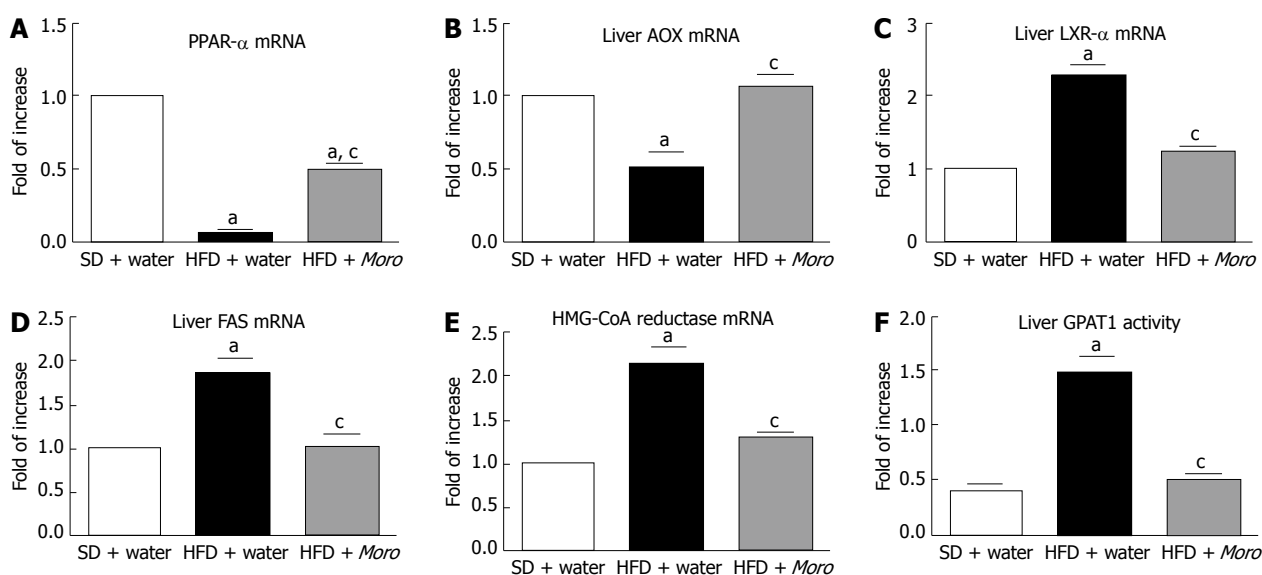 A
PPAR-α mRNA
Fold of increase
1.5
1.0
0.5
0.0
a
a, c
SD + water HFD + water HFD + Moro
B
Liver AOX mRNA
Fold of increase
1.5
1.0
0.5
0.0
a
c
SD + water HFD + water HFD + Moro
C
Liver LXR-α mRNA
Fold of increase
3
2
1
0
a
c
SD + water HFD + water HFD + Moro
D
Liver FAS mRNA
Fold of increase
2.5
2.0
1.5
1.0
0.5
0.0
a
c
SD + water HFD + water HFD + Moro
E
HMG-CoA reductase mRNA
Fold of increase
2.5
2.0
1.5
1.0
0.5
0.0
a
c
SD + water HFD + water HFD + Moro
F
Liver GPAT1 activity
Fold of increase
2.0
1.5
1.0
0.5
0.0
a
c
SD + water HFD + water HFD + Moro